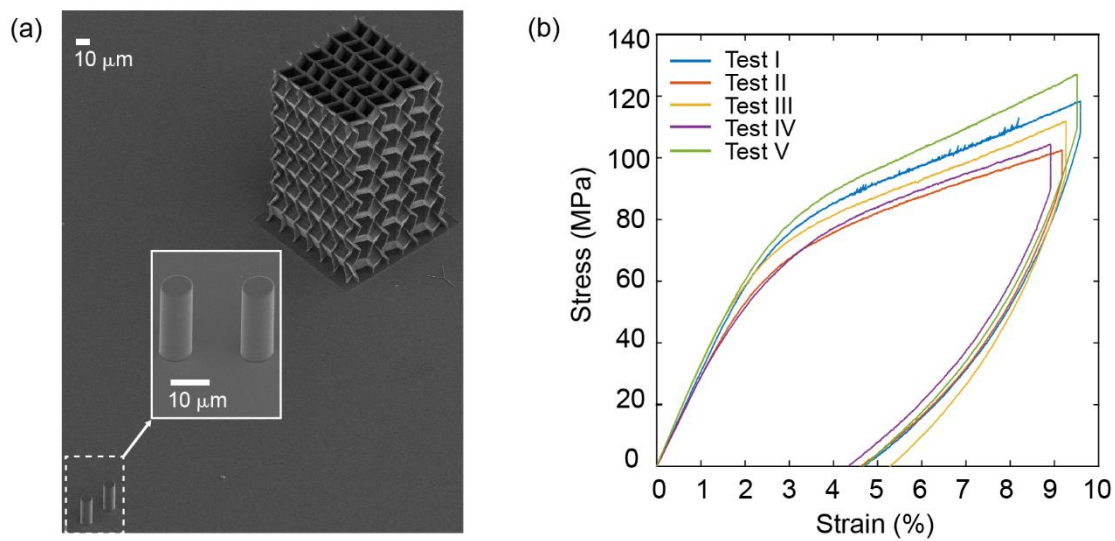 (a)
10 μm
10 μm
(b)
Test I
Test II
Test III
Test IV
Test V
Stress (MPa)
140
120
100
80
60
40
20
0
0 1 2 3 4 5 6 7 8 9 10
Strain (%)